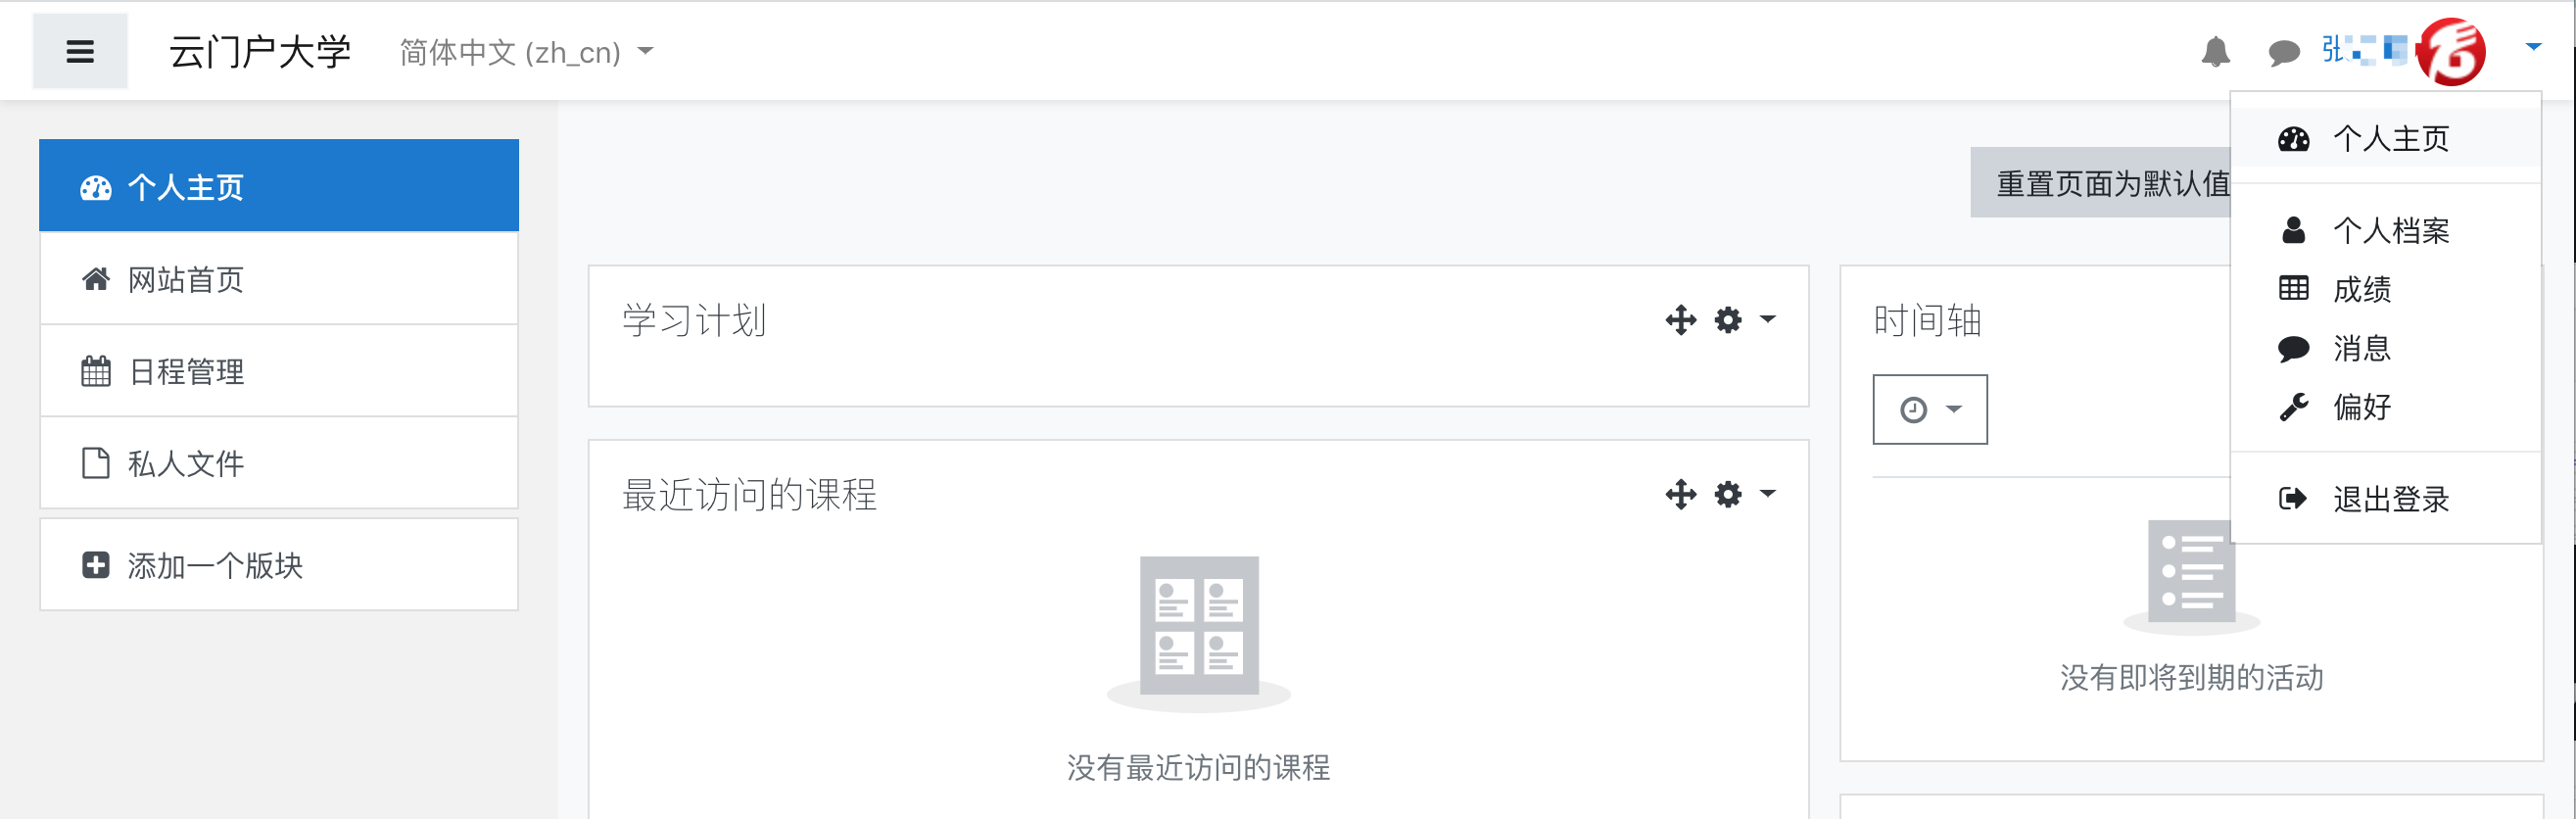 云门户大学
简体中文 (zh_cn)
张
个人主页
网站首页
日程管理
私人文件
添加一个版块
重置页面为默认值
学习计划
最近访问的课程
没有最近访问的课程
时间轴
没有即将到期的活动
个人主页
个人档案
成绩
消息
偏好
退出登录